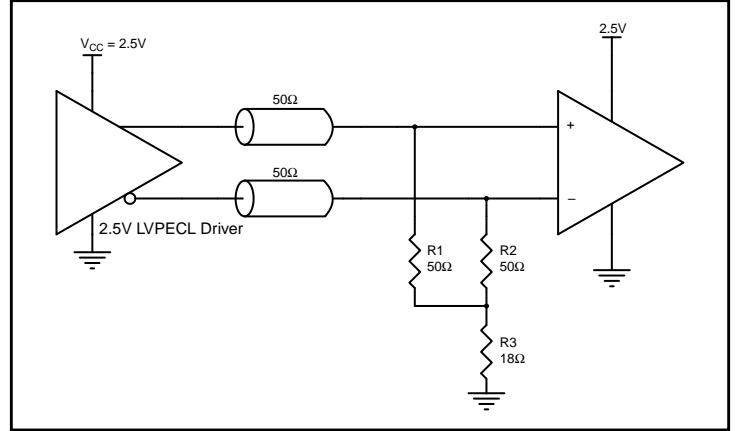 V_CC = 2.5V
2.5V
50Ω
+
50Ω
–
2.5V LVPECL Driver
R1
50Ω
R2
50Ω
R3
18Ω